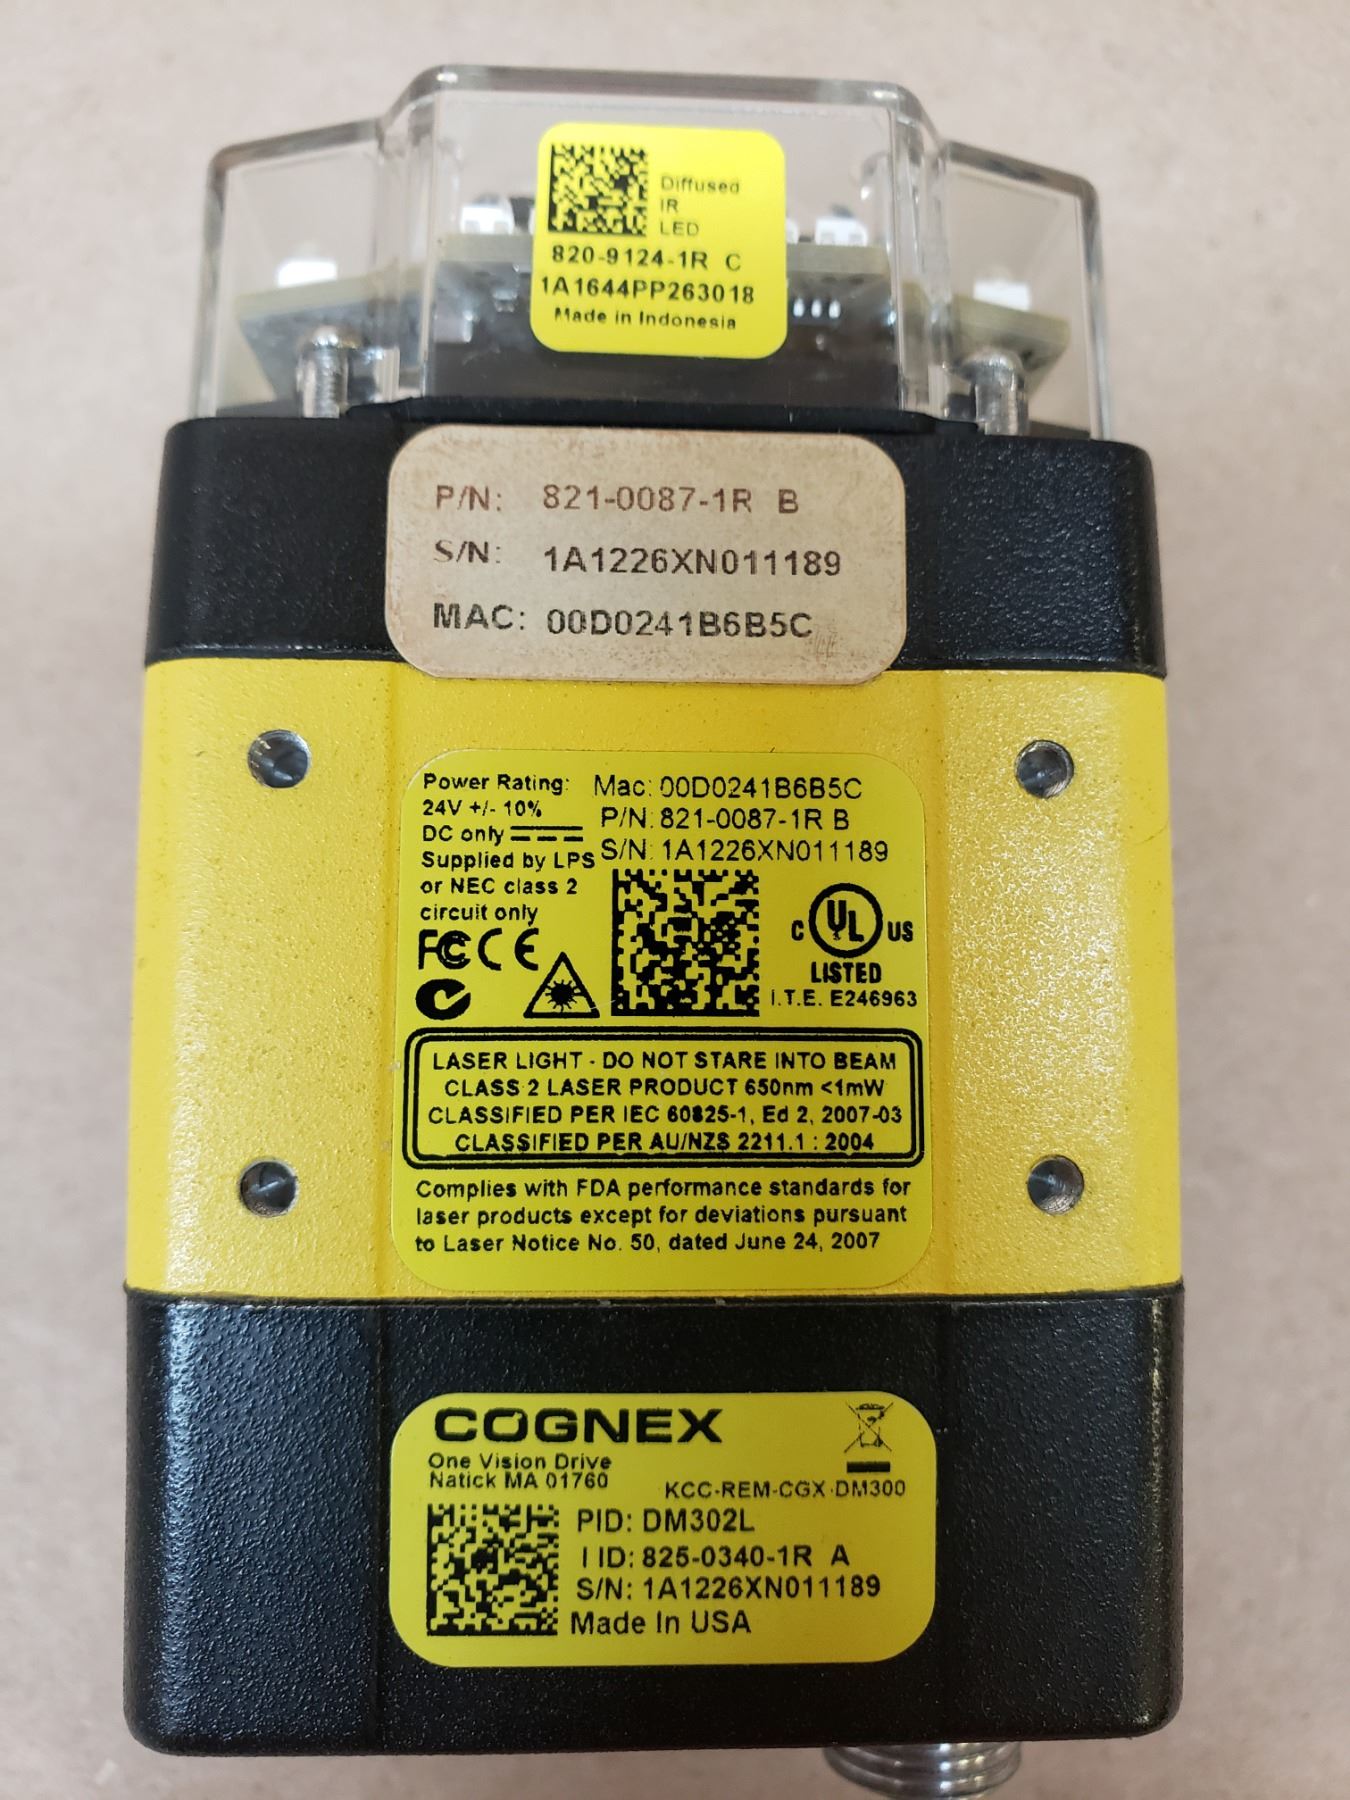 Diffused
IR
LED
820-9124-1R C
1A1644PP263018
Made in Indonesia
P/N: 821-0087-1R B
S/N: 1A1226XN011189
MAC: 00D0241B6B5C
Power Rating:
24V +/- 10%
DC only
Supplied by LPS
or NEC class 2
circuit only
FC CE
Mac: 00D0241B6B5C
P/N: 821-0087-1R B
S/N: 1A1226XN011189
C UL US
LISTED
I.T.E. E246963
LASER LIGHT - DO NOT STARE INTO BEAM
CLASS 2 LASER PRODUCT 650nm <1mW
CLASSIFIED PER IEC 60825-1, Ed 2, 2007-03
CLASSIFIED PER AU/NZS 2211.1 : 2004
Complies with FDA performance standards for
laser products except for deviations pursuant
to Laser Notice No. 50, dated June 24, 2007
COGNEX
One Vision Drive
Natick MA 01760
KCC-REM-CGX-DM300
PID: DM302L
I ID: 825-0340-1R A
S/N: 1A1226XN011189
Made In USA